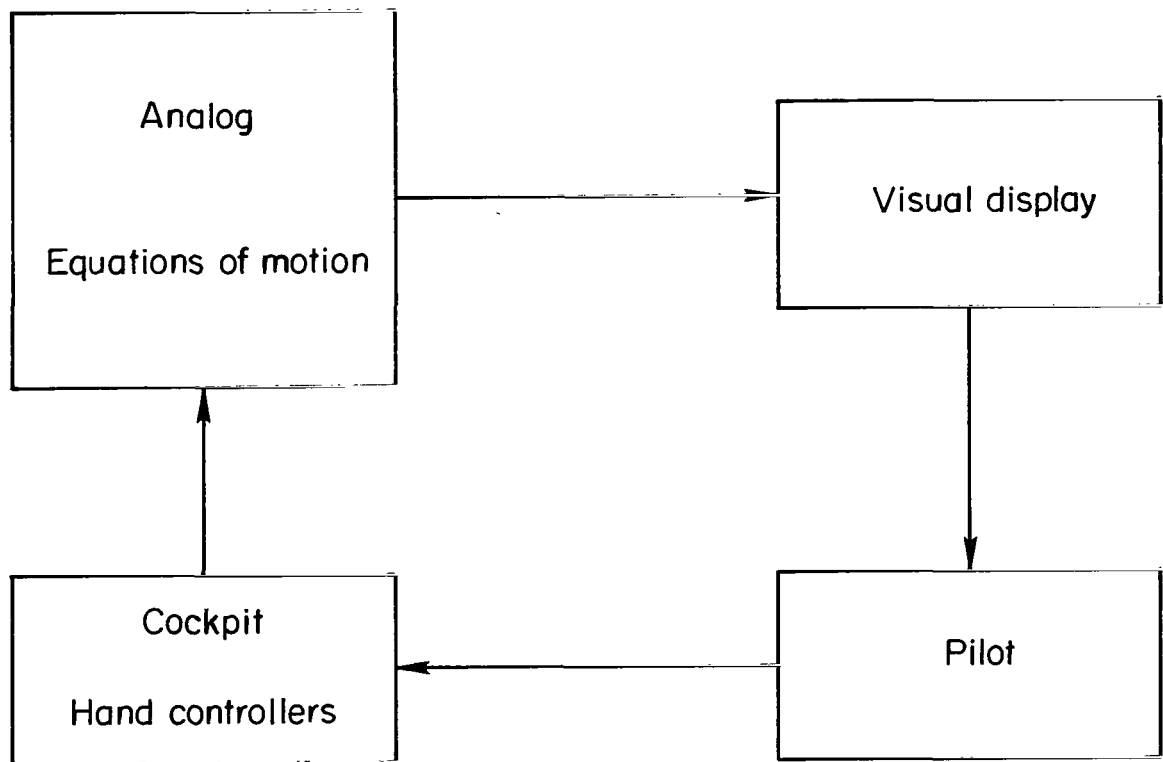 Analog
Equations of motion
Visual display
Cockpit
Hand controllers
Pilot